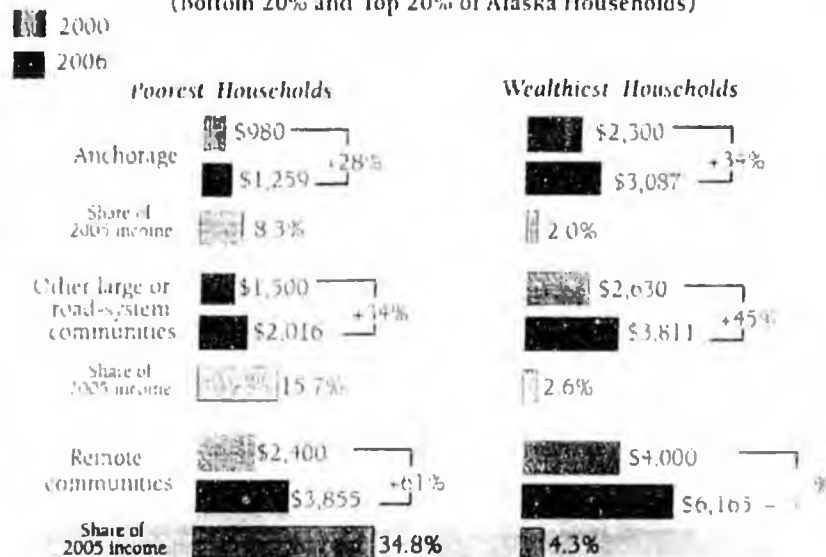 (Bottom 20% and Top 20% of Alaska Households)
2000
2006
Poorest Households
Wealthiest Households
Anchorage
$980
$1,259
+28%
$2,300
$3,087
+34%
Share of
2005 income
8.3%
2.0%
Other large or
road-system
communities
$1,500
$2,016
+34%
$2,630
$3,811
+45%
Share of
2005 income
15.7%
2.6%
Remote
communities
$2,400
$3,855
+61%
$4,000
$6,165
%
Share of
2005 income
34.8%
4.3%